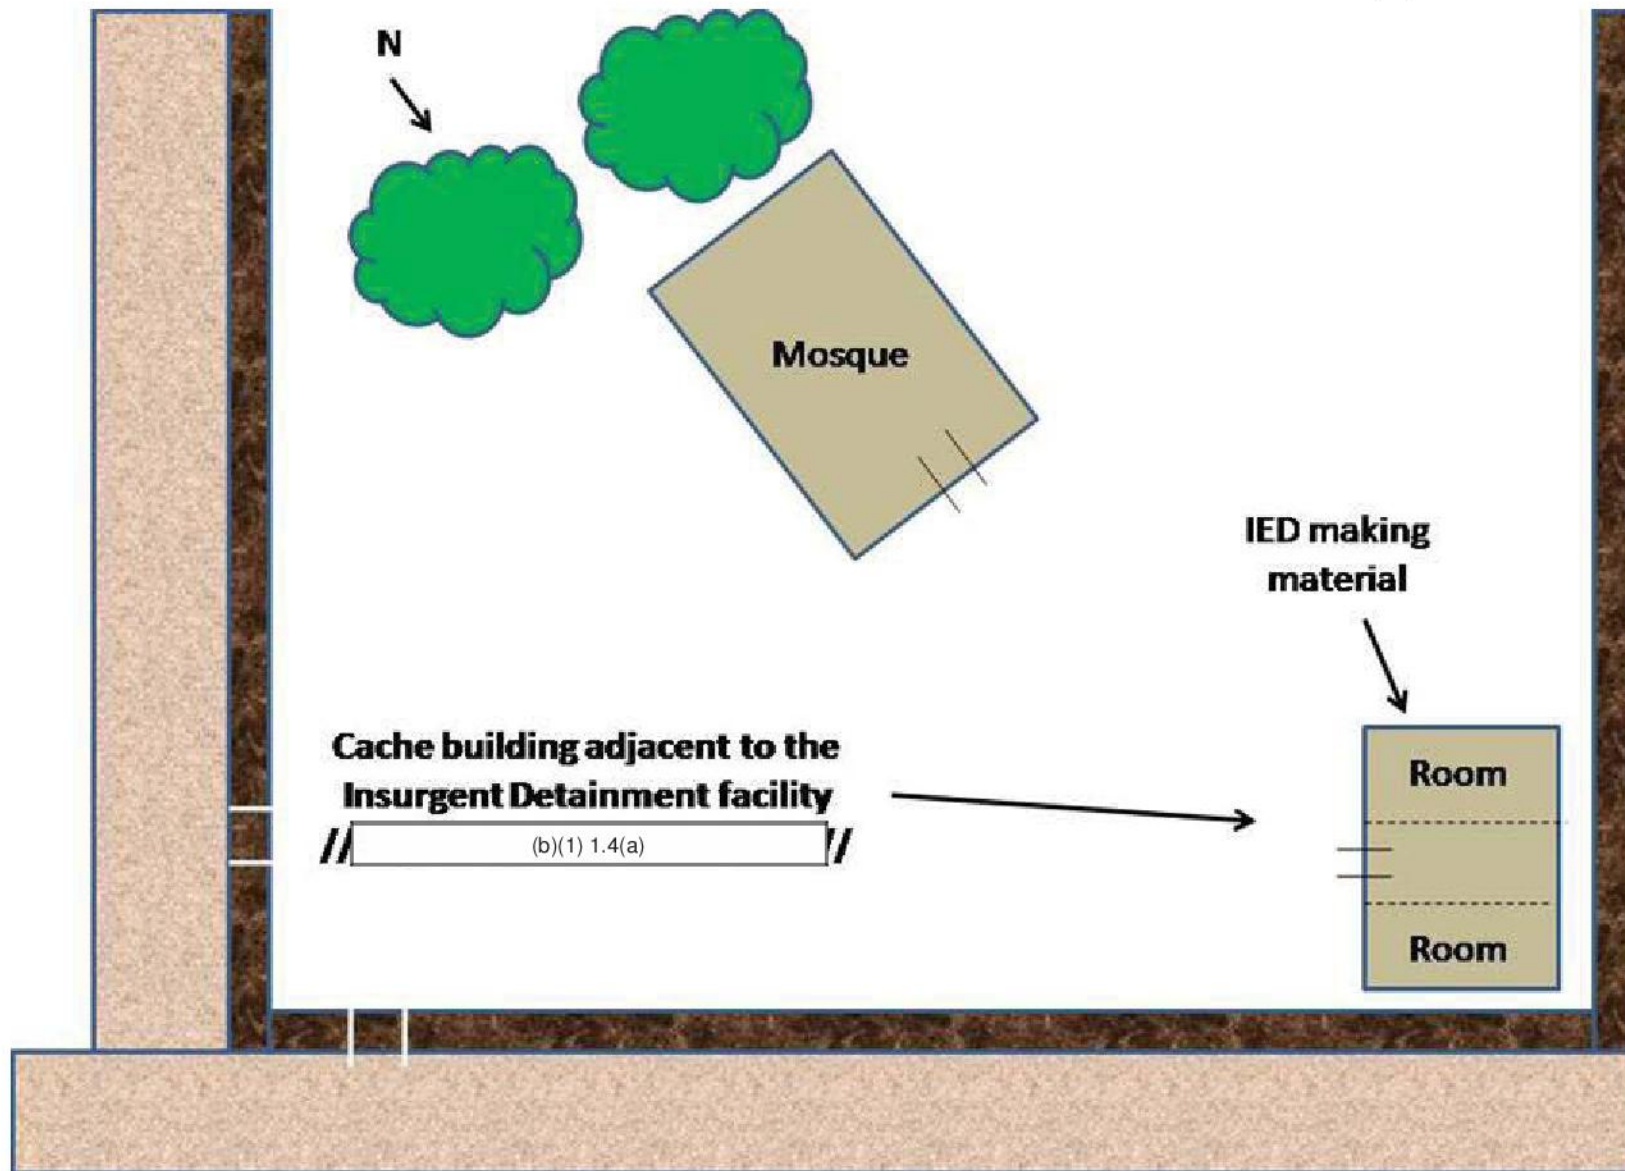 N
Mosque
IED making
material
Cache building adjacent to the
Insurgent Detainment facility
// (b)(1) 1.4(a) //
Room
Room